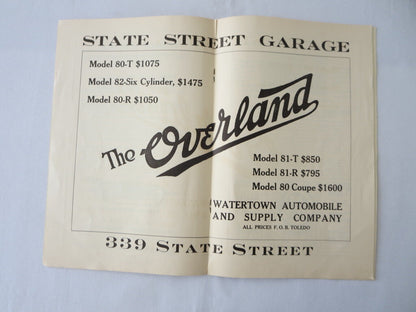 STATE STREET GARAGE
Model 80-T $1075
Model 82-Six Cylinder, $1475
Model 80-R $1050
The Overland
Model 81-T $850
Model 81-R $795
Model 80 Coupe $1600
WATERTOWN AUTOMOBILE
AND SUPPLY COMPANY
ALL PRICES F. O. B. TOLEDO
339 STATE STREET